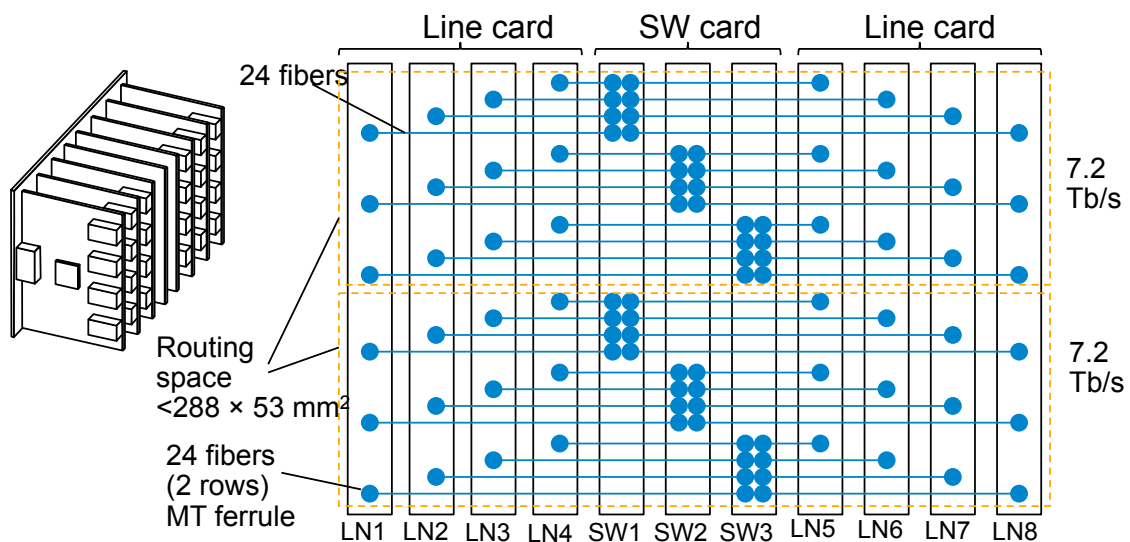 Line card
SW card
Line card
24 fibers
7.2
Tb/s
Routing
space
<288 × 53 mm²
7.2
Tb/s
24 fibers
(2 rows)
MT ferrule
LN1 LN2 LN3 LN4 SW1 SW2 SW3 LN5 LN6 LN7 LN8